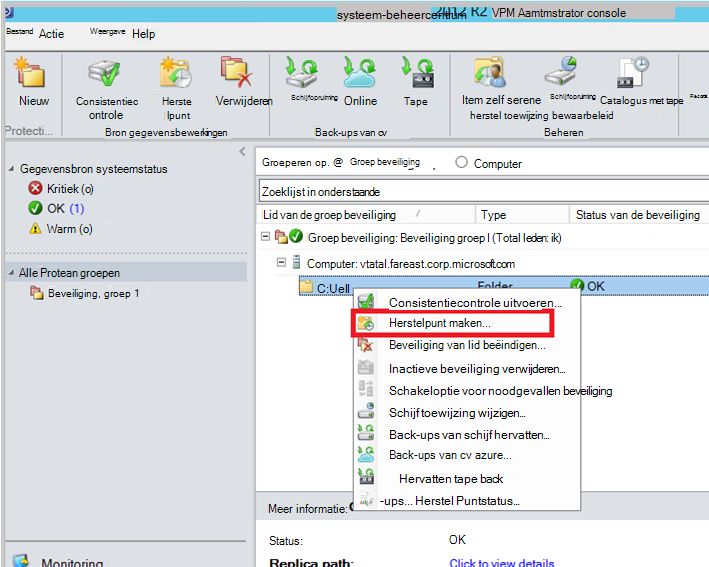 systeem-beheercentrum 2012 R2 VPM Aamtmstrator console
Bestand Actie Weergave Help
Nieuw
Consistentiec
ontrole
Herste
lpunt
Verwijderen
Schijfopruiming
Online
Tape
Item zelf serene
herstel toewijzing bewaarbeleid
Schijfopruiming
Catalogus met tape
Protecti...
Bron gegevensbewerkingen
Back-ups van cv
Beheren
Gegevensbron systeemstatus
Kritiek (o)
OK (1)
Warm (o)
Alle Protean groepen
Beveiliging, groep 1
Monitoring
Groeperen op. @ Groep beveiliging Computer
Zoeklijst in onderstaande
Lid van de groep beveiliging / Type Status van de beveiliging
Groep beveiliging: Beveiliging groep l (Total leden: ik)
Computer: vtatal.fareast.corp.microsoft.com
C:Uell Folder OK
Consistentiecontrole uitvoeren...
Herstelpunt maken...
Beveiliging van lid beëindigen...
Inactieve beveiliging verwijderen...
Schakeloptie voor noodgevallen beveiliging
Schijftoewijzing wijzigen...
Back-ups van schijf hervatten...
Back-ups van cv azure...
Hervatten tape back
-ups... Herstel Puntstatus...
Meer informatie:
Status: OK
Replica path: Click to view details